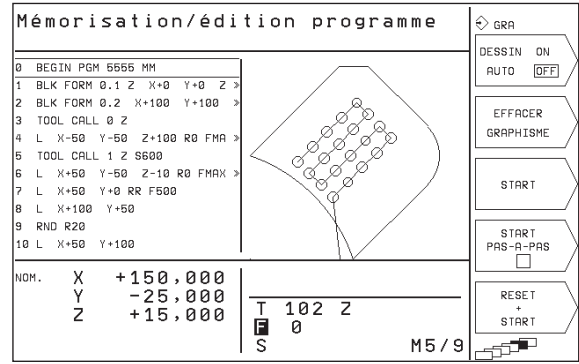 Mémorisation/édition programme
0 BEGIN PGM 5555 MM
1 BLK FORM 0.1 Z X+0 Y+0 Z »
2 BLK FORM 0.2 X+100 Y+100 »
3 TOOL CALL 0 Z
4 L X-50 Y-50 Z+100 R0 FMA »
5 TOOL CALL 1 Z S600
6 L X+50 Y-50 Z-10 R0 FMAX »
7 L X+50 Y+0 RR F500
8 L X+100 Y+50
9 RND R20
10 L X+50 Y+100
NOM. X +150,000
Y -25,000
Z +15,000
T 102 Z
F 0
S M5/9
GRA
DESSIN ON
AUTO OFF
EFFACER
GRAPHISME
START
START
PAS-A-PAS
RESET
+
START